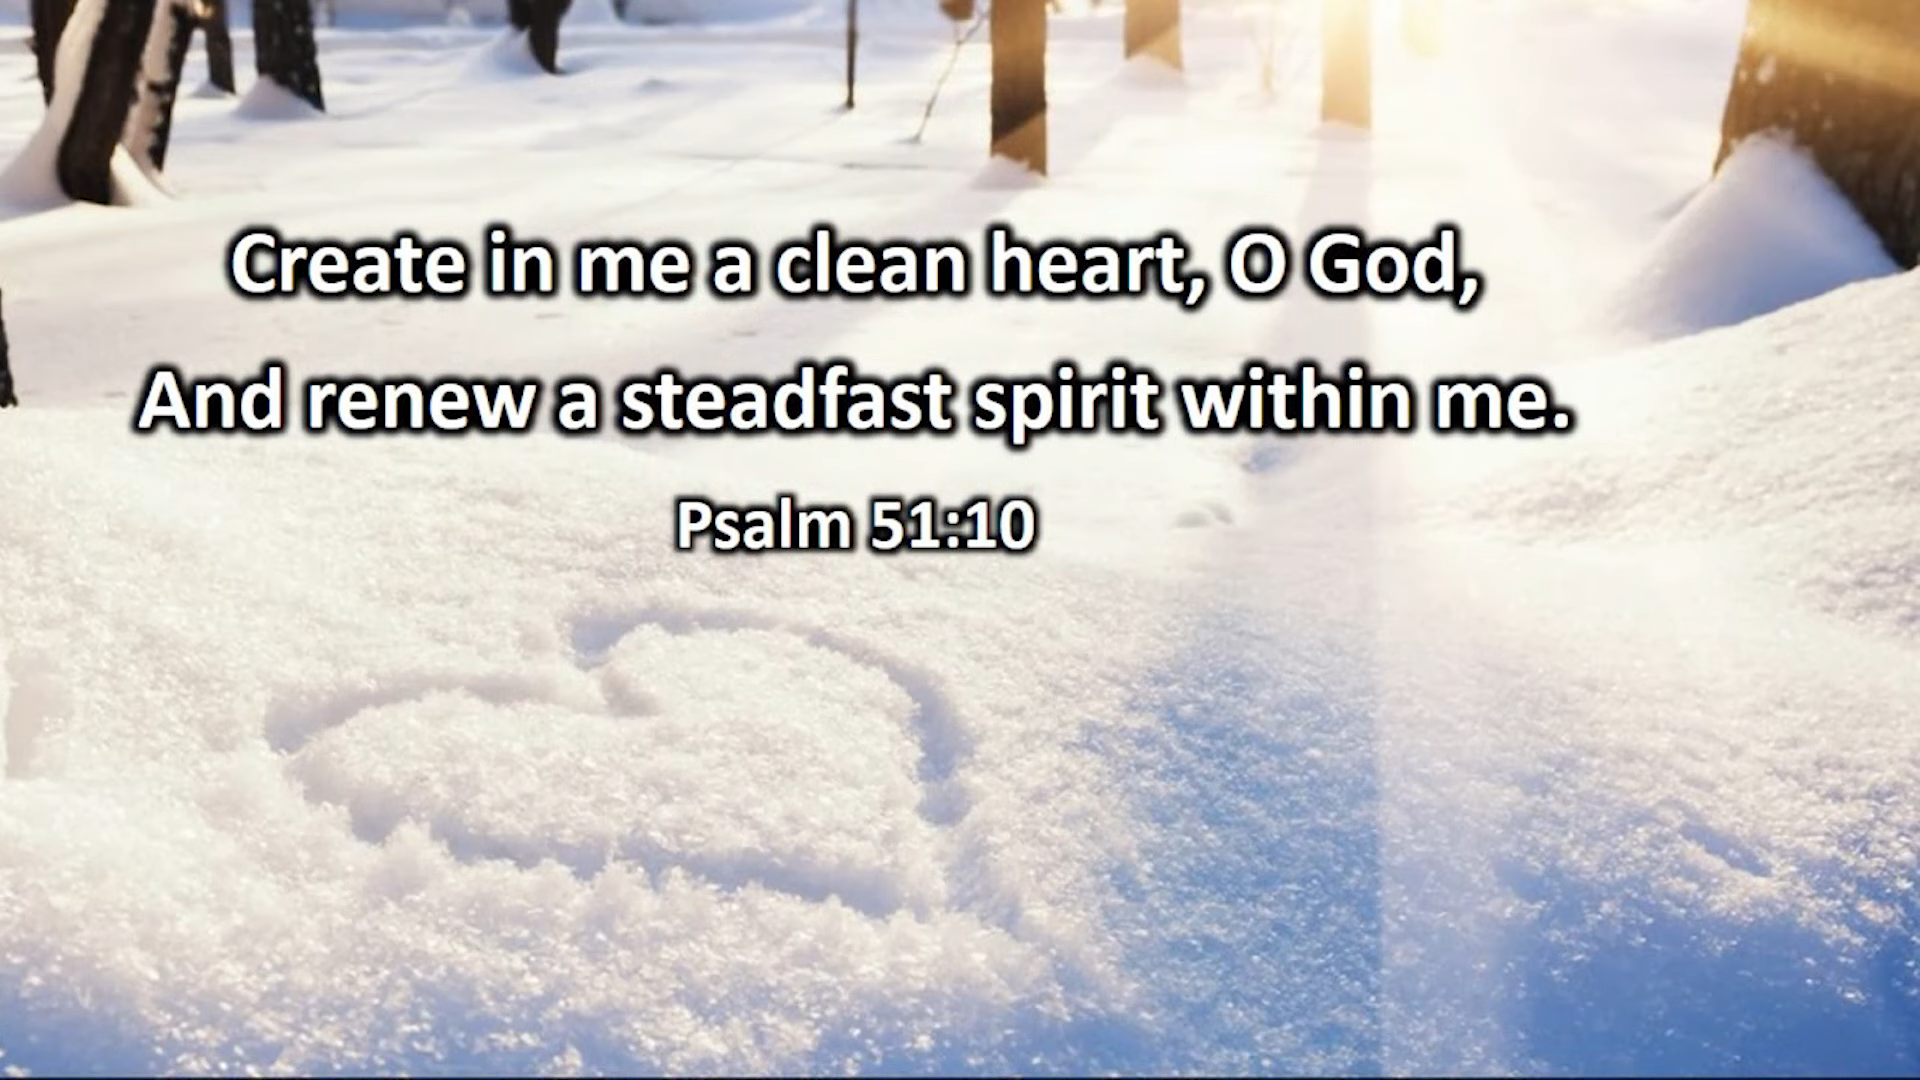 Create in me a clean heart, O God,
And renew a steadfast spirit within me.
Psalm 51:10